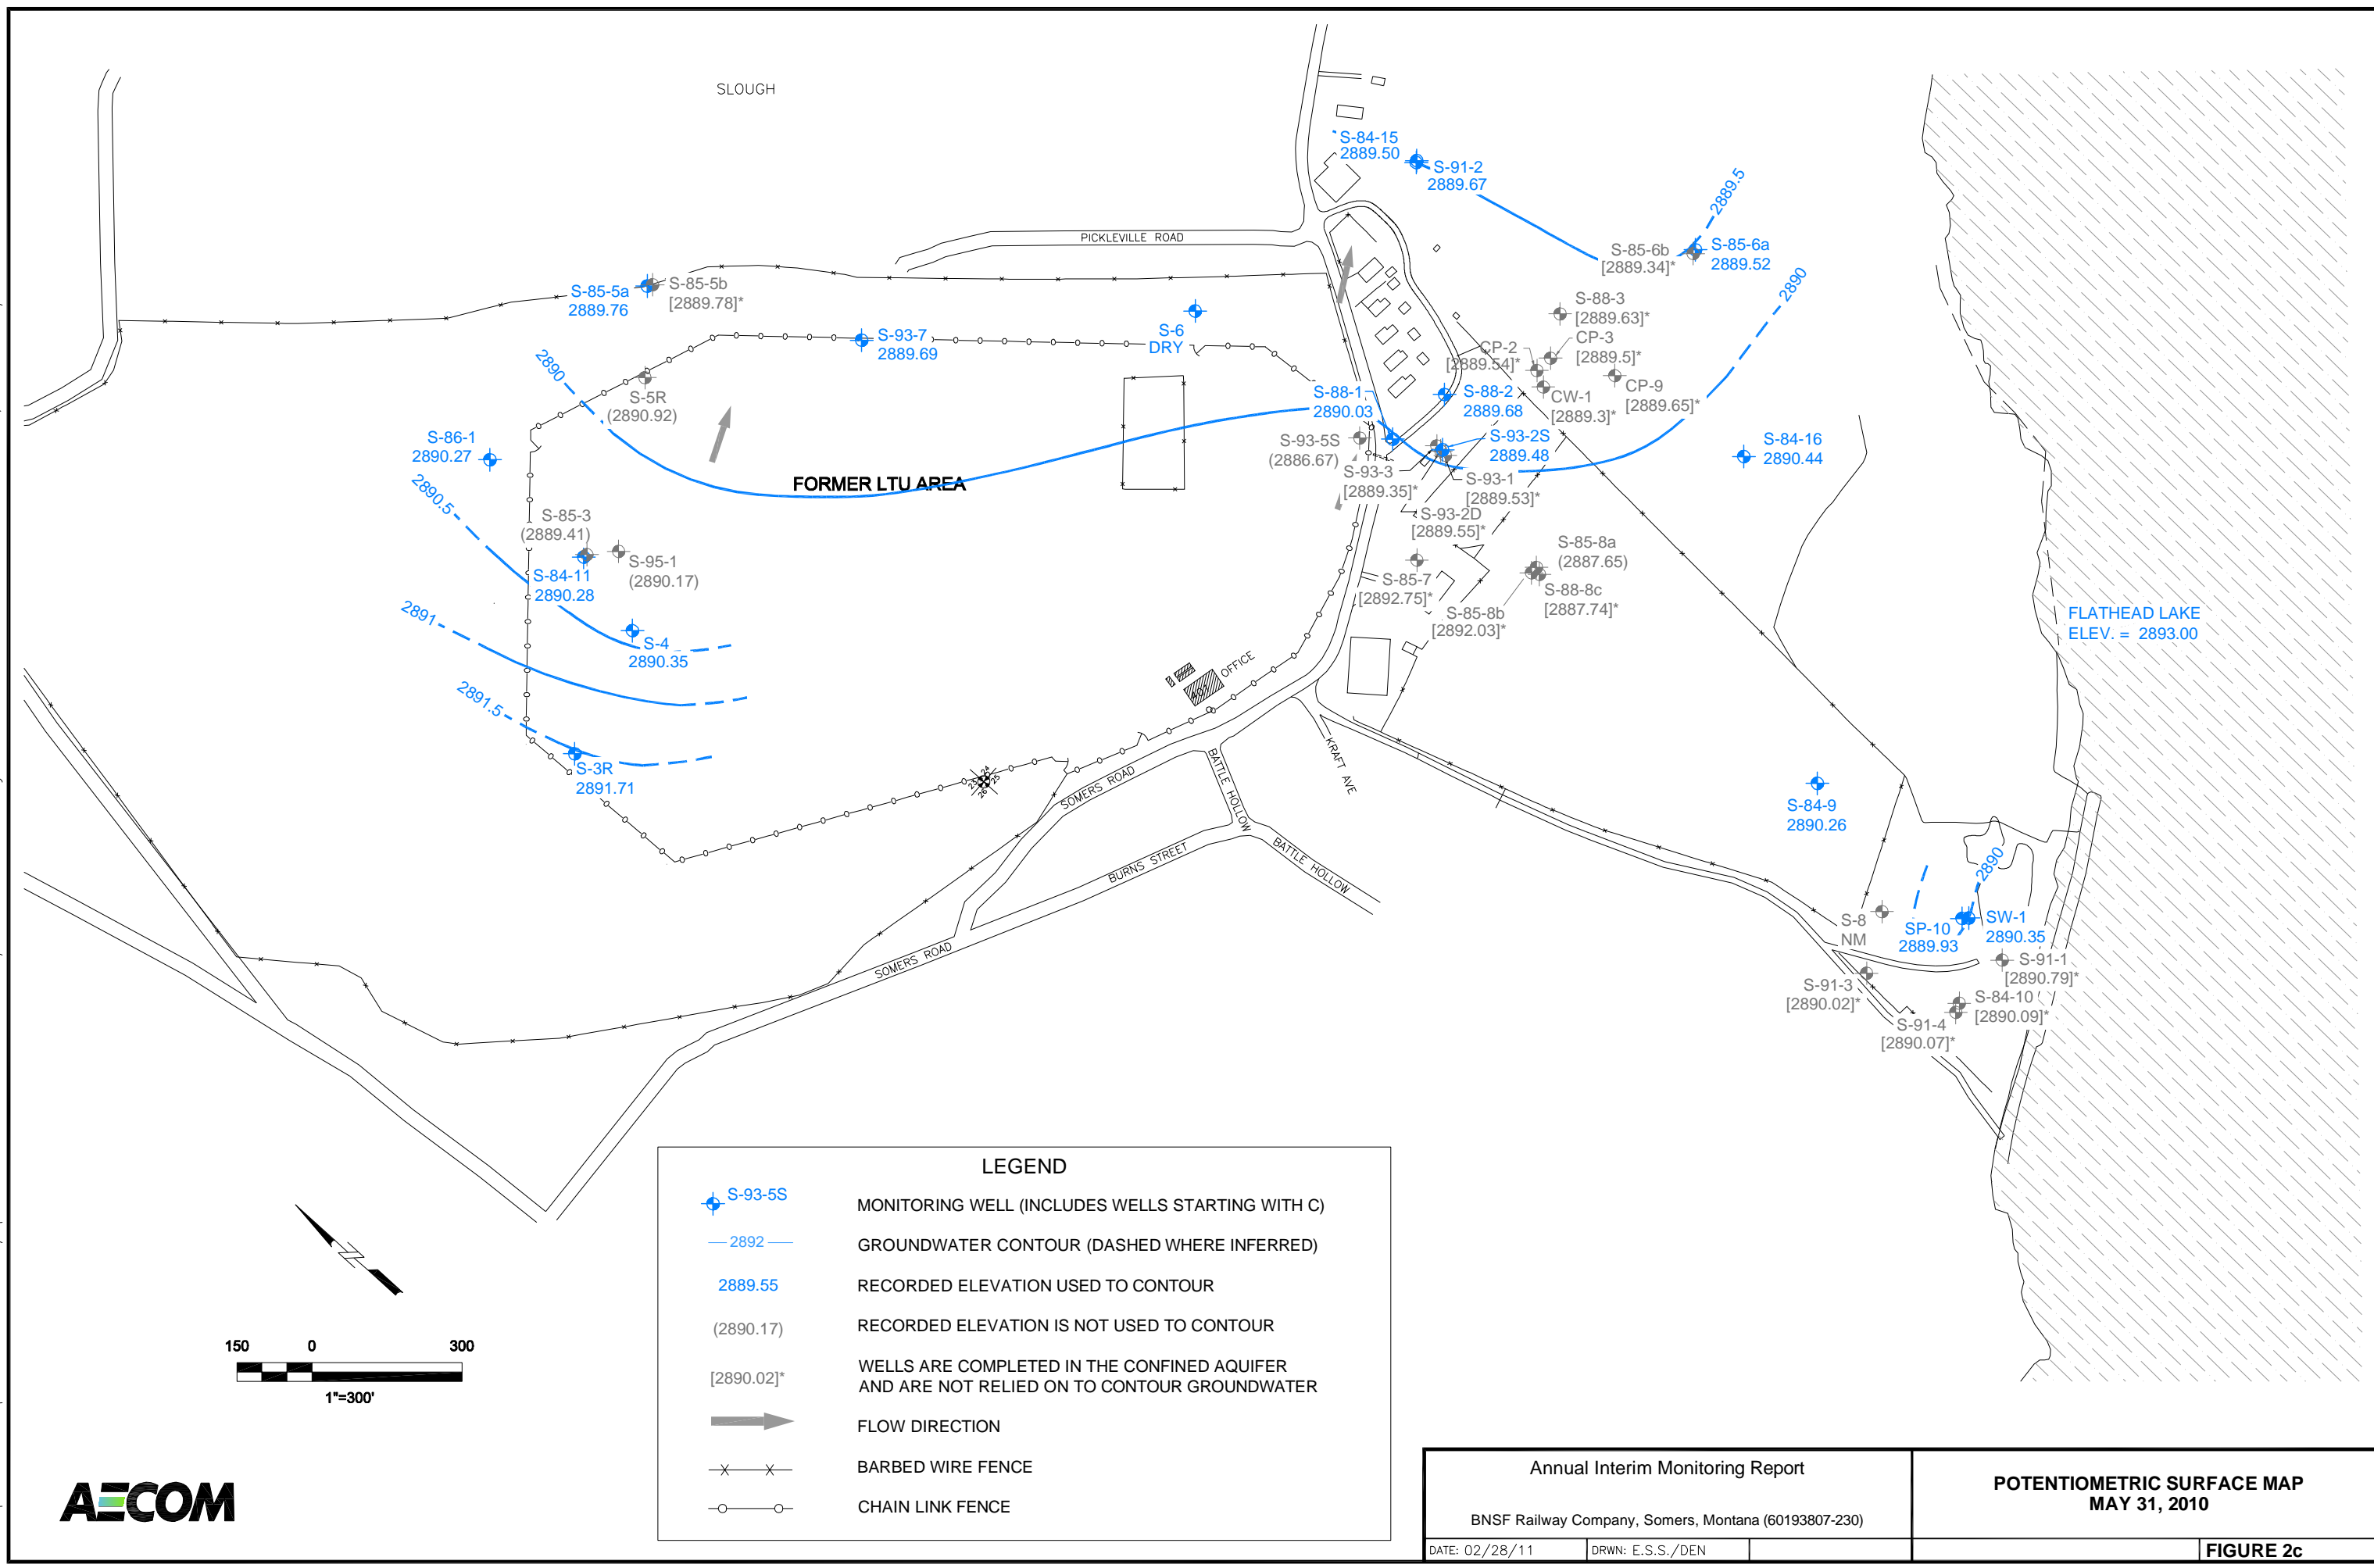 SLOUGH
S-84-15
2889.50
S-91-2
2889.67
2889.5
PICKLEVILLE ROAD
S-85-6b
[2889.34]*
S-85-6a
2889.52
S-85-5a
2889.76
S-85-5b
[2889.78]*
2890
S-88-3
[2889.63]*
S-93-7
2889.69
S-6
DRY
CP-2
[2889.54]*
CP-3
[2889.5]*
2890
S-5R
(2890.92)
S-88-1
2890.03
S-88-2
2889.68
CW-1
[2889.3]*
CP-9
[2889.65]*
S-86-1
2890.27
S-93-5S
(2886.67)
S-93-2S
2889.48
S-84-16
2890.44
2890.5
FORMER LTU AREA
S-93-3
[2889.35]*
S-93-1
[2889.53]*
S-85-3
(2889.41)
S-93-2D
[2889.55]*
S-95-1
(2890.17)
S-84-11
2890.28
S-85-8a
(2887.65)
S-85-7
[2892.75]*
S-88-8c
[2887.74]*
S-85-8b
[2892.03]*
2891
S-4
2890.35
FLATHEAD LAKE
ELEV. = 2893.00
OFFICE
2891.5
S-3R
2891.71
KRAFT AVE
BATTLE HOLLOW
SOMERS ROAD
23 24
26 25
BURNS STREET
BATTLE HOLLOW
S-84-9
2890.26
2890
SOMERS ROAD
S-8
NM
SP-10
2889.93
SW-1
2890.35
S-91-1
[2890.79]*
S-91-3
[2890.02]*
S-84-10
[2890.09]*
S-91-4
[2890.07]*
LEGEND
S-93-5S
MONITORING WELL (INCLUDES WELLS STARTING WITH C)
2892
GROUNDWATER CONTOUR (DASHED WHERE INFERRED)
2889.55
RECORDED ELEVATION USED TO CONTOUR
(2890.17)
RECORDED ELEVATION IS NOT USED TO CONTOUR
[2890.02]*
WELLS ARE COMPLETED IN THE CONFINED AQUIFER
AND ARE NOT RELIED ON TO CONTOUR GROUNDWATER
FLOW DIRECTION
BARBED WIRE FENCE
CHAIN LINK FENCE
N
150 0 300
1"=300'
AECOM
Annual Interim Monitoring Report
BNSF Railway Company, Somers, Montana (60193807-230)
DATE: 02/28/11
DRWN: E.S.S./DEN
POTENTIOMETRIC SURFACE MAP
MAY 31, 2010
FIGURE 2c